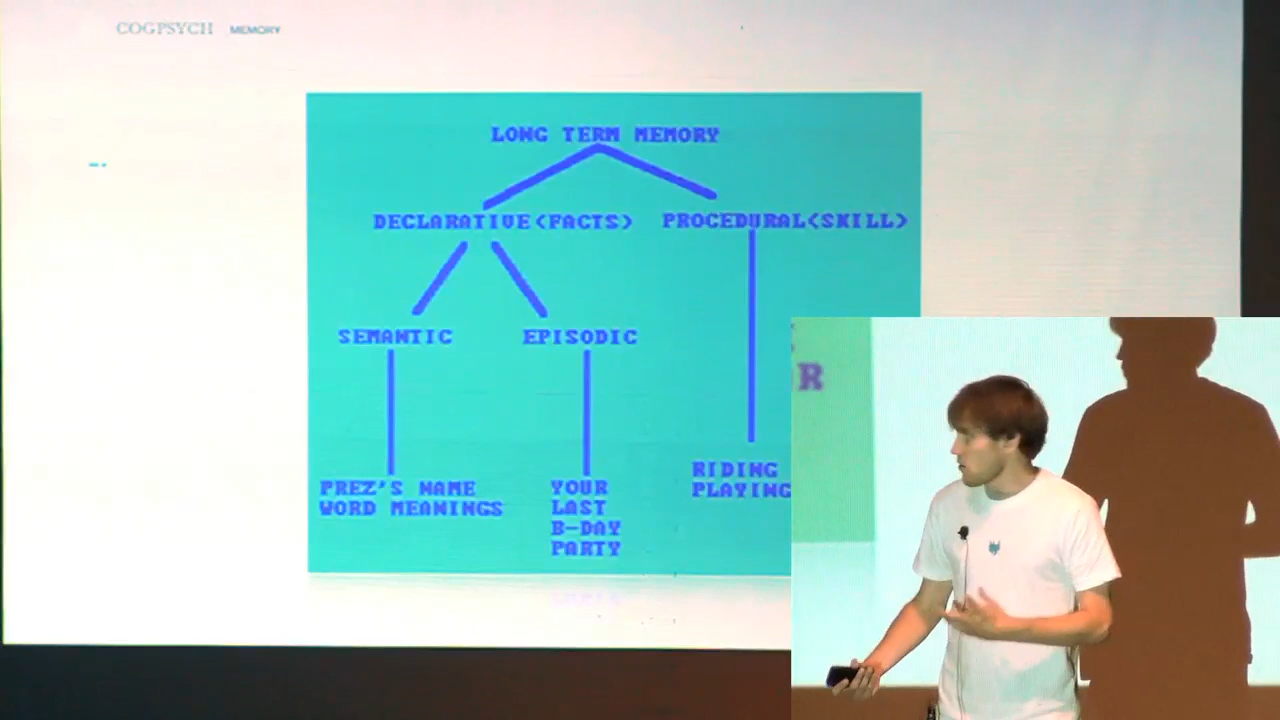 COGPSYCH MEMORY
LONG TERM MEMORY
DECLARATIVE(FACTS) PROCEDURAL(SKILL)
SEMANTIC EPISODIC
PREZ'S NAME
WORD MEANINGS
YOUR
LAST
B-DAY
PARTY
RIDING
PLAYING
R